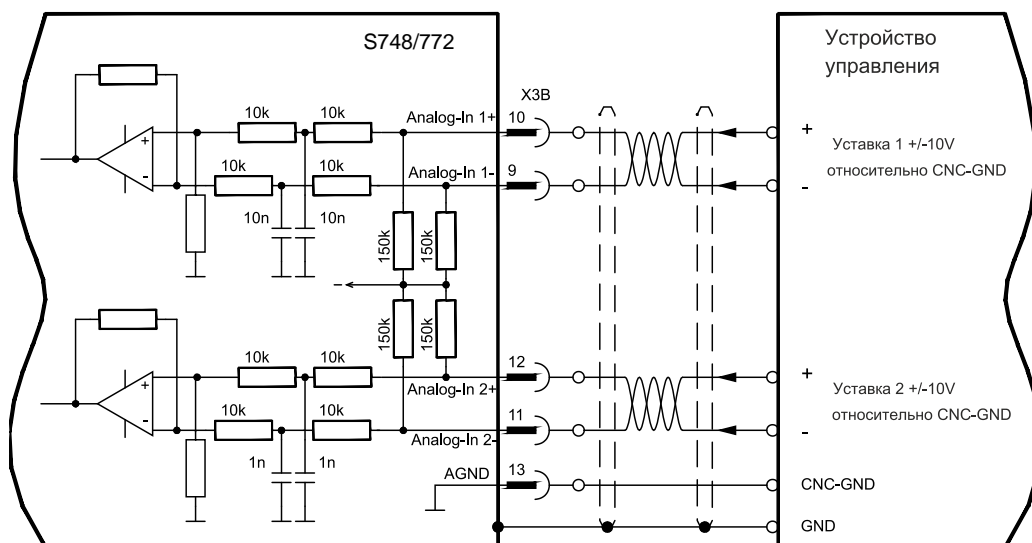 S748/772
Устройство
управления
X3B
10k
10k
Analog-In 1+
10
+
Уставка 1 +/-10V
относительно CNC-GND
10k
10k
Analog-In 1-
9
-
10n
10n
150k
150k
150k
150k
10k
10k
12
+
Analog-In 2+
Уставка 2 +/-10V
относительно CNC-GND
10k
10k
11
Analog-In 2-
-
1n
1n
AGND
13
CNC-GND
GND
+
-
+
-